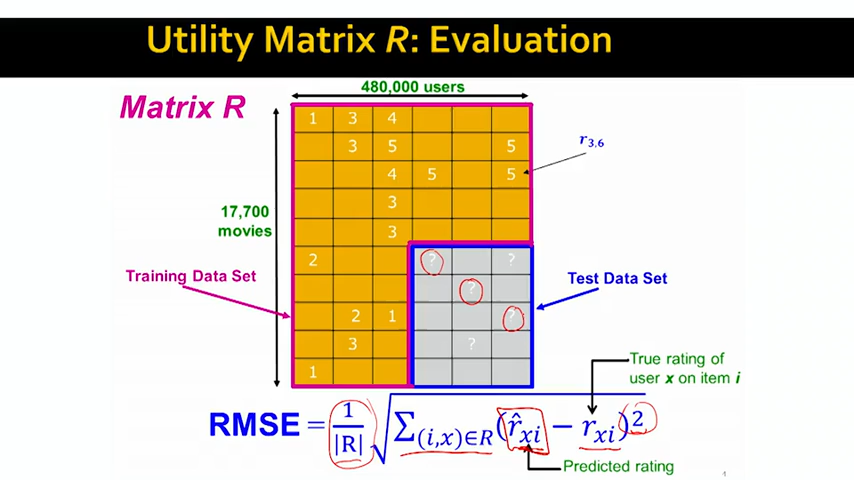 Utility Matrix R: Evaluation
480,000 users
Matrix R
1 3 4
3 5 5
r3,6
4 5 5
17,700
movies
3
3
2 ? ?
Training Data Set
Test Data Set
?
2 1 ?
3 ?
1
True rating of
user x on item i
RMSE = 1/|R| √∑(i,x)∈R (r̂xi − rxi)²
Predicted rating
4